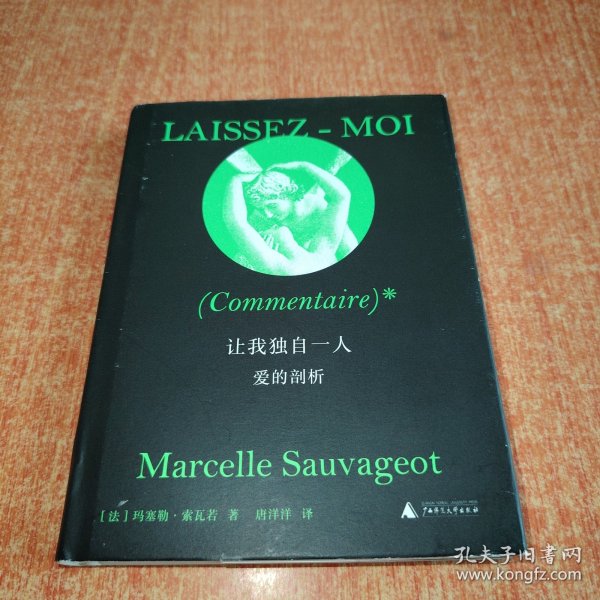 LAISSEZ - MOI
(Commentaire)*
让我独自一人
爱的剖析
Marcelle Sauvageot
[法] 玛塞勒·索瓦若 著 唐洋洋 译
广西师范大学出版社
孔夫子旧书网
www.kongfz.com